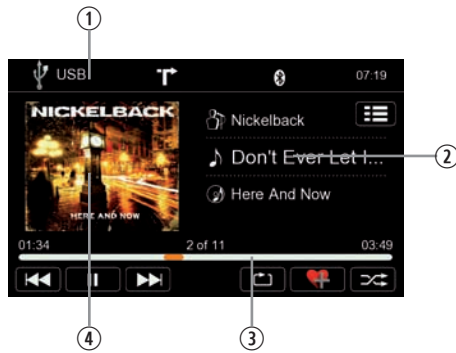 1
USB 07:19
NICKELBACK
HERE AND NOW
Nickelback
Don't Ever Let I...
2
Here And Now
01:34 2 of 11 03:49
4
3